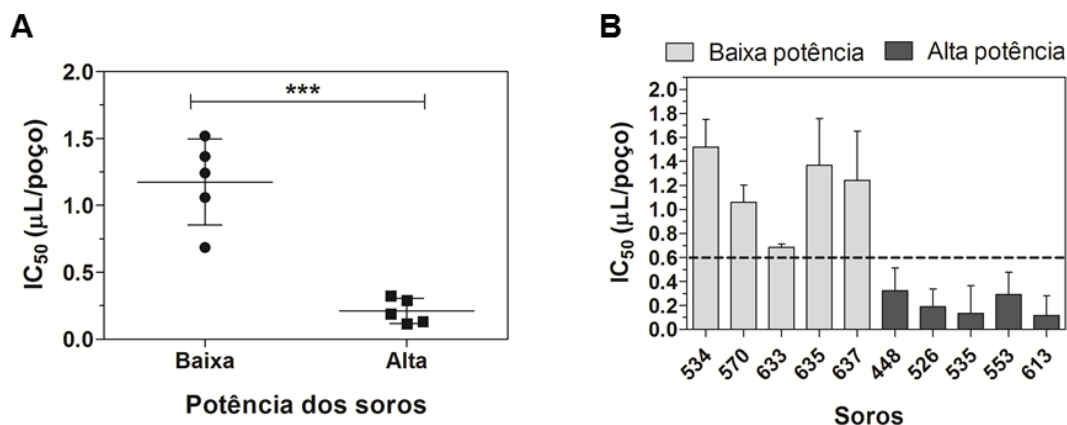 A
***
IC50 (µL/poço)
2.0
1.5
1.0
0.5
0.0
Baixa
Alta
Potência dos soros
B
Baixa potência
Alta potência
IC50 (µL/poço)
2.0
1.8
1.6
1.4
1.2
1.0
0.8
0.6
0.4
0.2
0.0
534
570
633
635
637
448
526
535
553
613
Soros